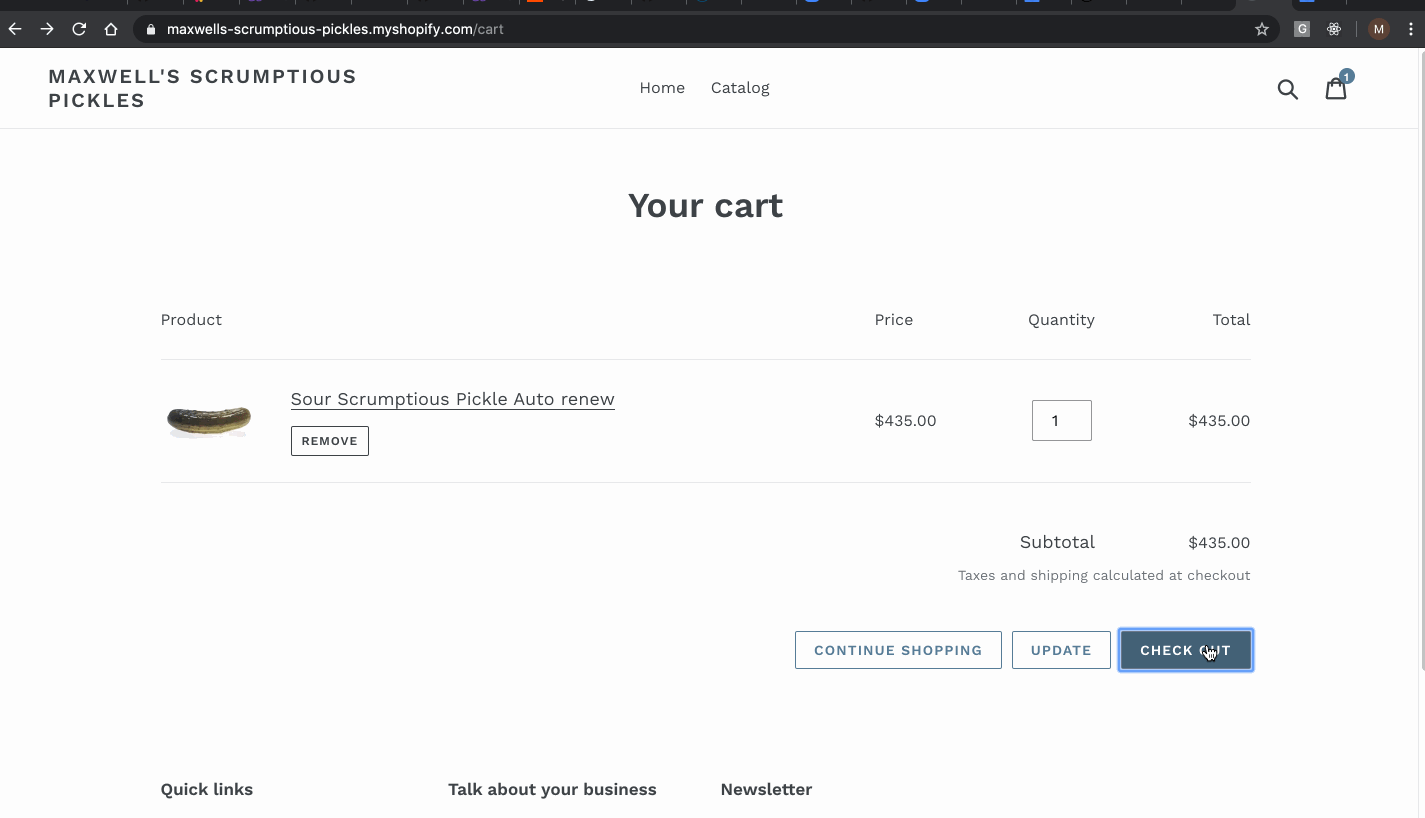 maxwells-scrumptious-pickles.myshopify.com/cart
G
M
MAXWELL'S SCRUMPTIOUS
PICKLES
Home Catalog
1
Your cart
Product Price Quantity Total
Sour Scrumptious Pickle Auto renew
REMOVE
$435.00 1 $435.00
Subtotal $435.00
Taxes and shipping calculated at checkout
CONTINUE SHOPPING UPDATE CHECK OUT
Quick links Talk about your business Newsletter